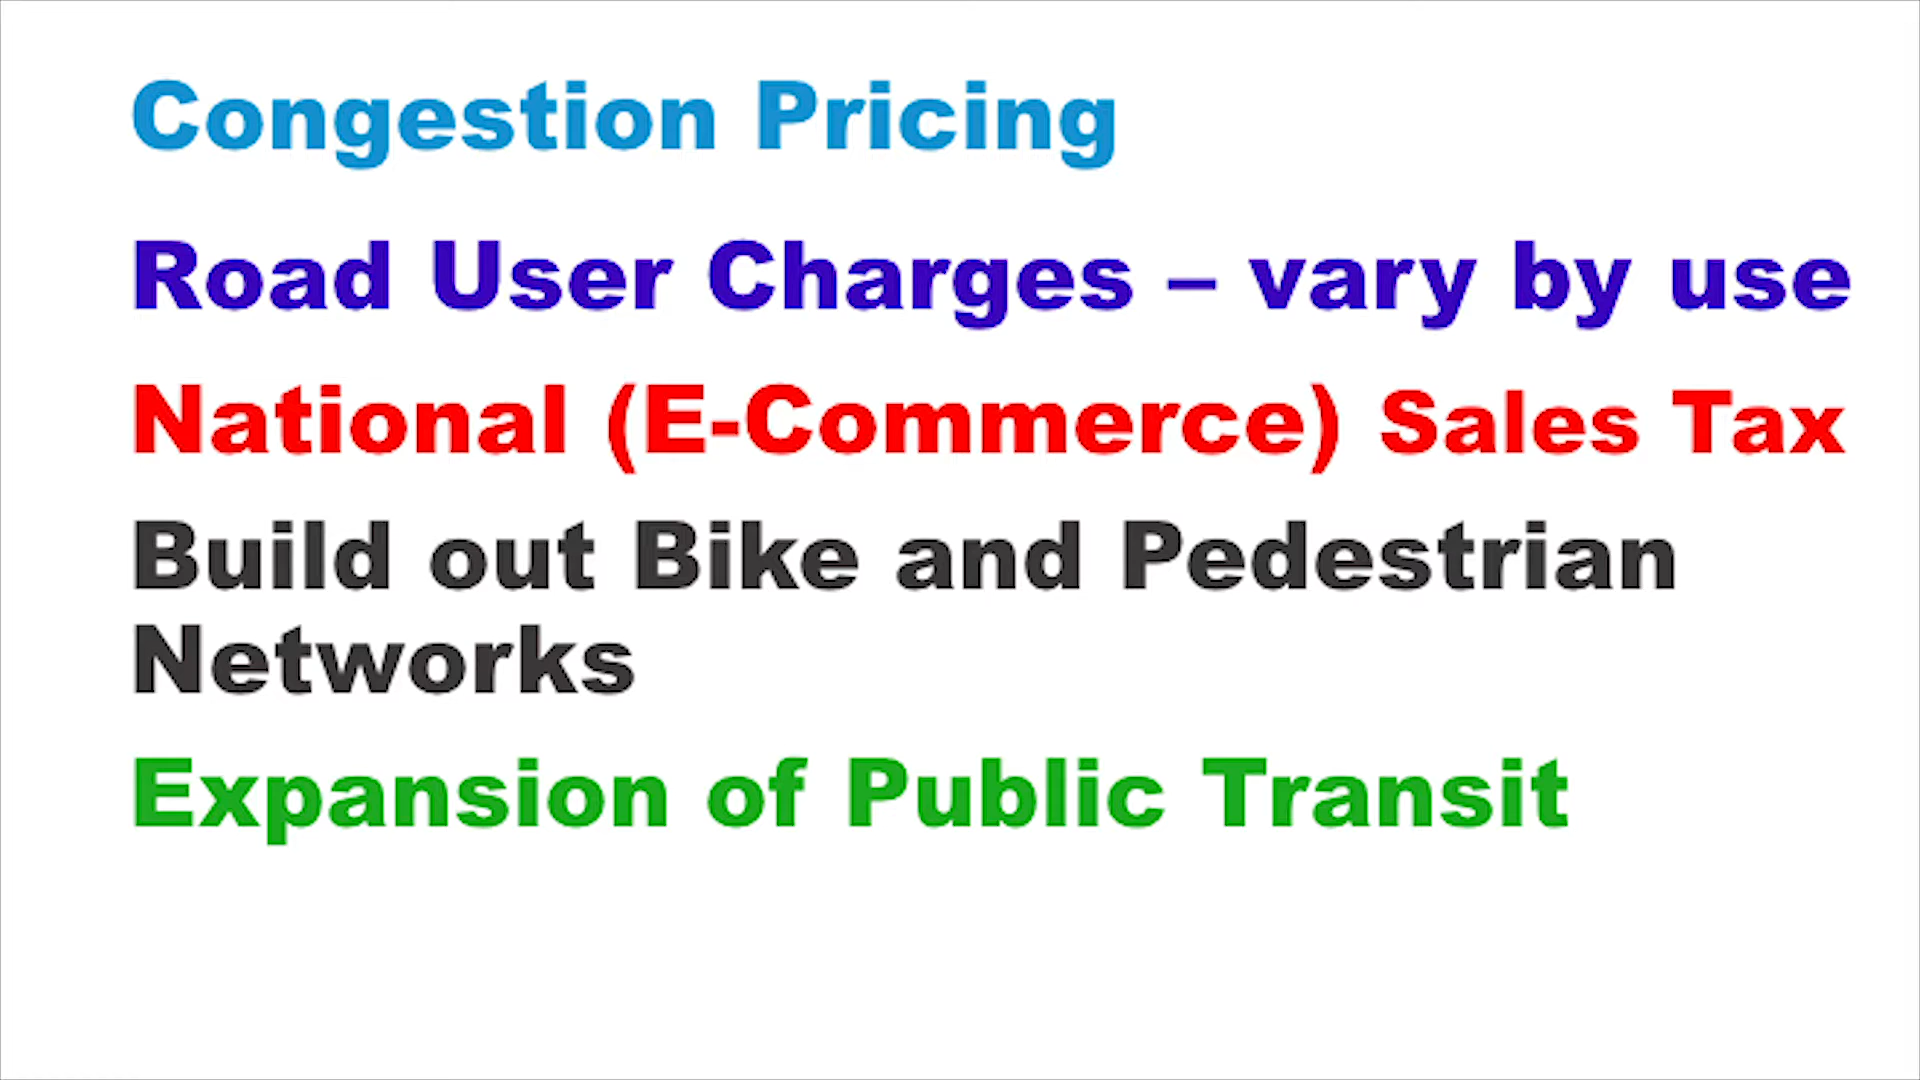 Congestion Pricing
Road User Charges – vary by use
National (E-Commerce) Sales Tax
Build out Bike and Pedestrian
Networks
Expansion of Public Transit